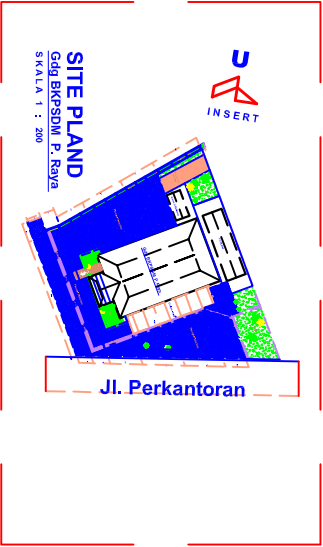 SITE PLAND
Gdg BKPSDM P. Raya
SKALA 1 : 200
U
INSERT
Jl. Perkantoran